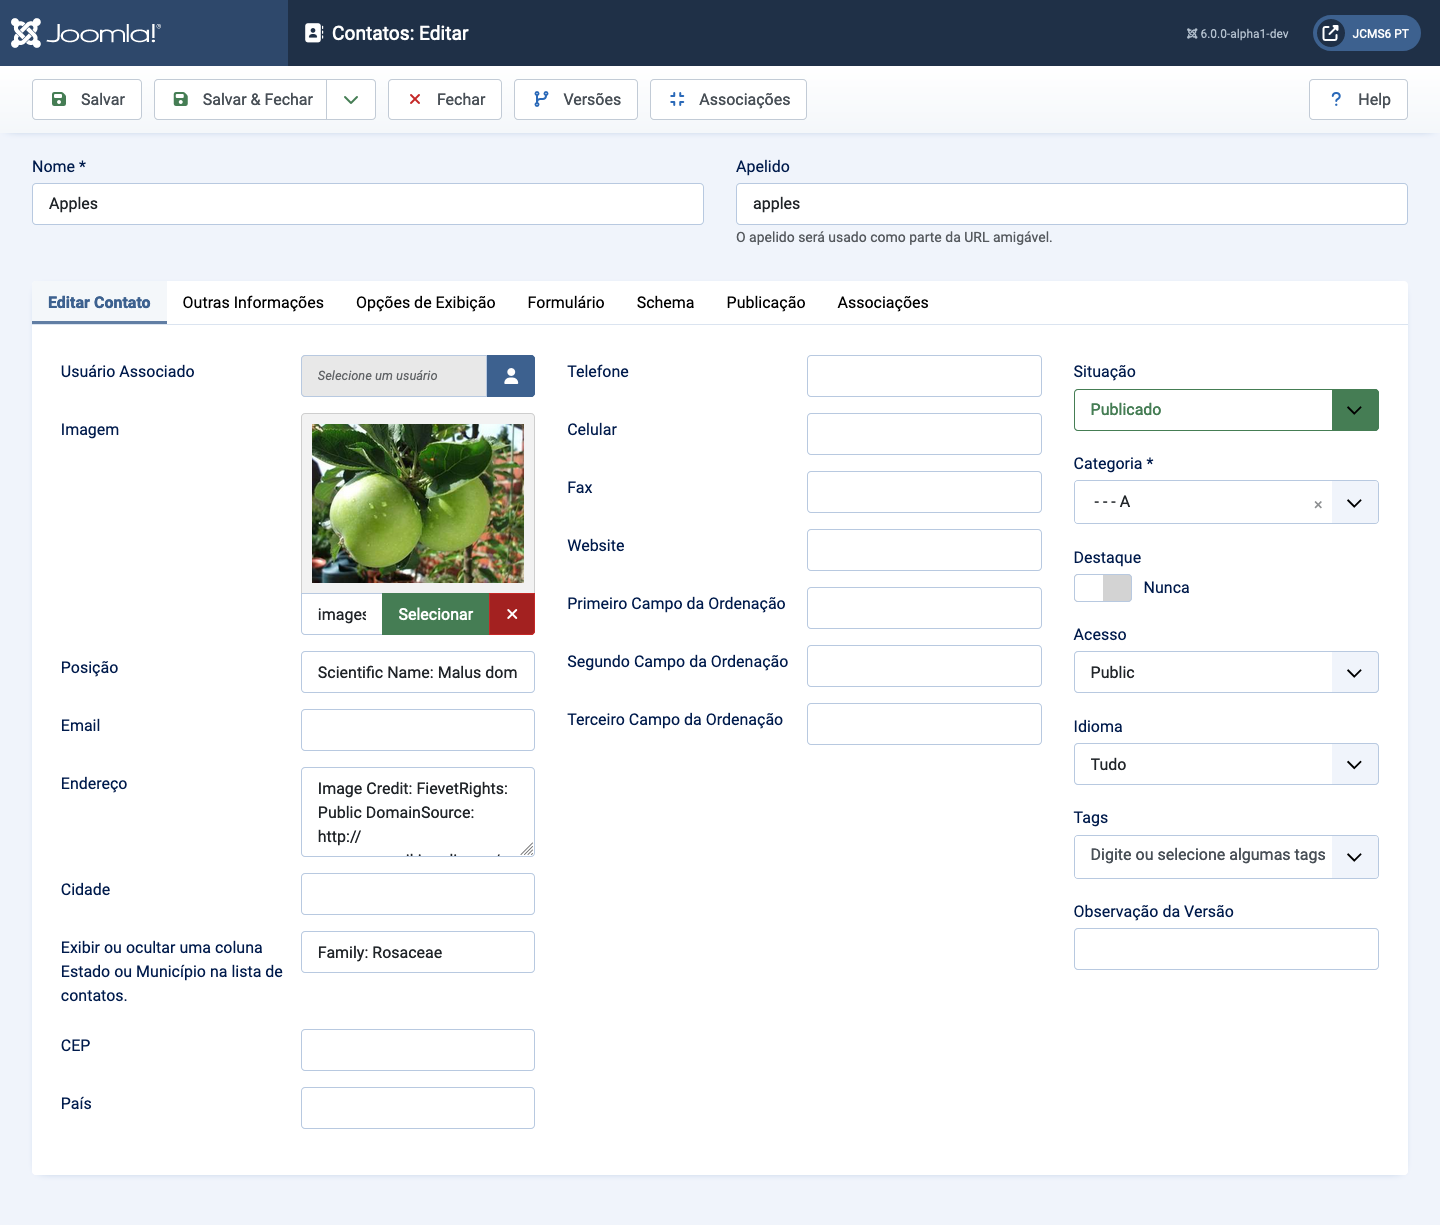 Joomla!®
Contatos: Editar
6.0.0-alpha1-dev
JCMS6 PT
Salvar
Salvar & Fechar
Fechar
Versões
Associações
? Help
Nome *
Apples
Apelido
apples
O apelido será usado como parte da URL amigável.
Editar Contato
Outras Informações
Opções de Exibição
Formulário
Schema
Publicação
Associações
Usuário Associado
Selecione um usuário
Imagem
images
Selecionar
Posição
Scientific Name: Malus dom
Email
Endereço
Image Credit: FievetRights:
Public DomainSource:
http://
Cidade
Exibir ou ocultar uma coluna
Estado ou Município na lista de
contatos.
Family: Rosaceae
CEP
País
Telefone
Celular
Fax
Website
Primeiro Campo da Ordenação
Segundo Campo da Ordenação
Terceiro Campo da Ordenação
Situação
Publicado
Categoria *
- - - A
×
Destaque
Nunca
Acesso
Public
Idioma
Tudo
Tags
Digite ou selecione algumas tags
Observação da Versão